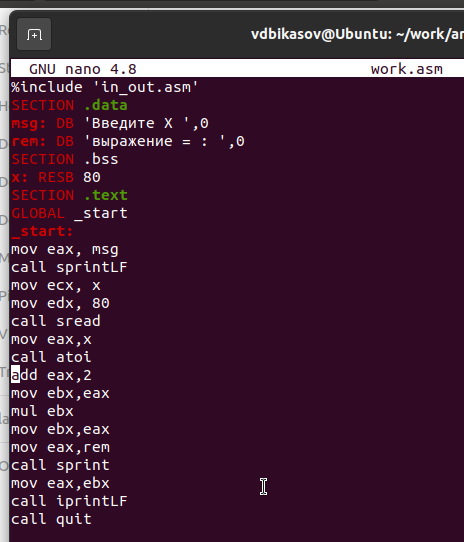 vdbikasov@Ubuntu: ~/work/ar
GNU nano 4.8 work.asm
%include 'in_out.asm'
SECTION .data
msg: DB 'Введите X ',0
rem: DB 'выражение = : ',0
SECTION .bss
x: RESB 80
SECTION .text
GLOBAL _start
_start:
mov eax, msg
call sprintLF
mov ecx, x
mov edx, 80
call sread
mov eax,x
call atoi
add eax,2
mov ebx,eax
mul ebx
mov ebx,eax
mov eax,rem
call sprint
mov eax,ebx
call iprintLF
call quit